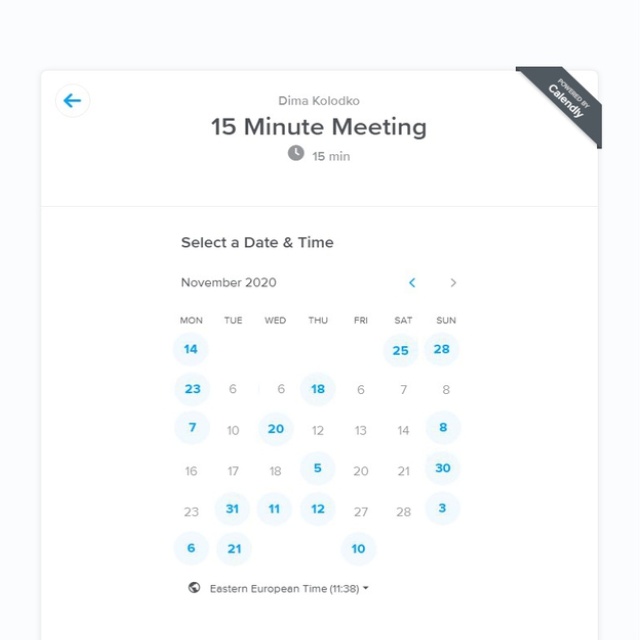 POWERED BY
Calendly
Dima Kolodko
15 Minute Meeting
15 min
Select a Date & Time
November 2020
MON TUE WED THU FRI SAT SUN
14 25 28
23 6 6 18 6 7 8
7 10 20 12 13 14 8
16 17 18 5 20 21 30
23 31 11 12 27 28 3
6 21 10
Eastern European Time (11:38)